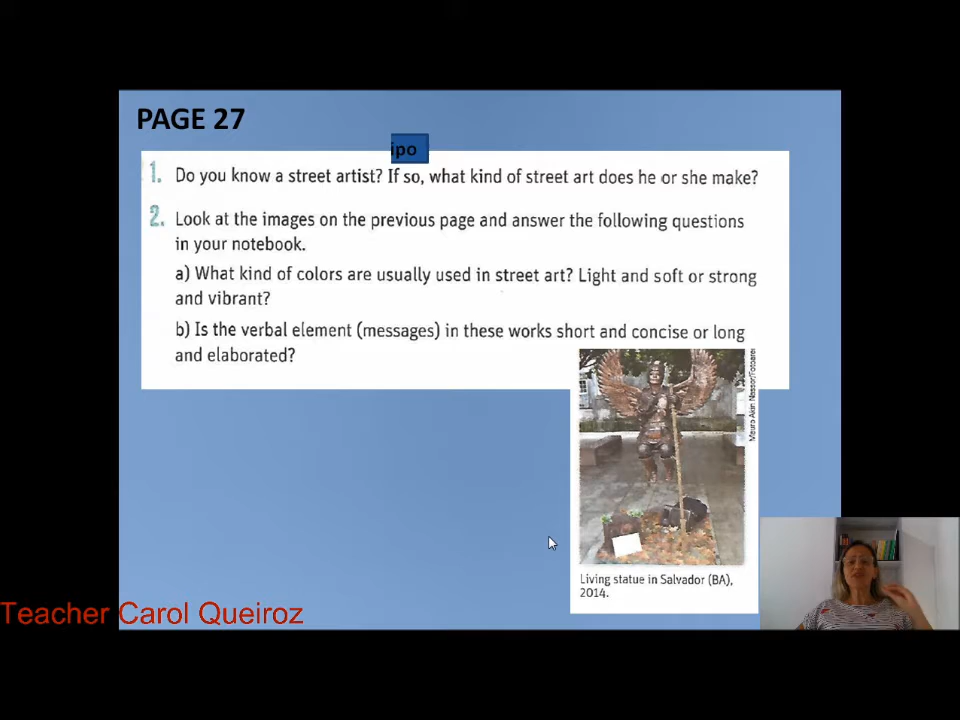 PAGE 27
ipo
1. Do you know a street artist? If so, what kind of street art does he or she make?
2. Look at the images on the previous page and answer the following questions
in your notebook.
a) What kind of colors are usually used in street art? Light and soft or strong
and vibrant?
b) Is the verbal element (messages) in these works short and concise or long
and elaborated?
Living statue in Salvador (BA),
2014.
Teacher Carol Queiroz